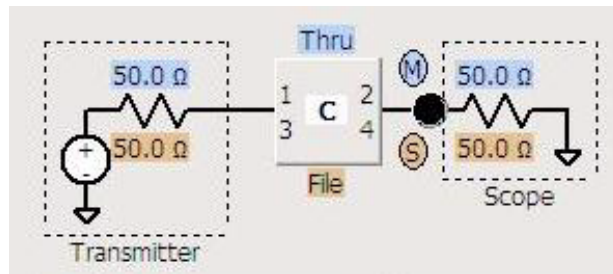 Thru
M
50.0 Ω
50.0 Ω
1
C
2
3
4
50.0 Ω
S
50.0 Ω
+
-
File
Scope
Transmitter